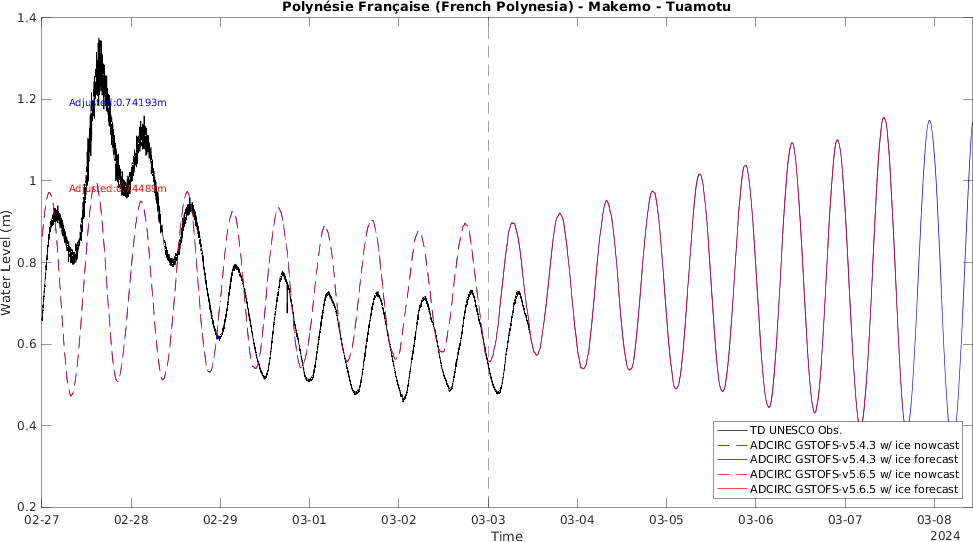 Polynésie Française (French Polynesia) - Makemo - Tuamotu
1.4
1.2
1
0.8
0.6
0.4
0.2
Water Level (m)
Adjusted:0.74193m
TD UNESCO Obs.
ADCIRC GSTOFS-v5.4.3 w/ ice nowcast
ADCIRC GSTOFS-v5.4.3 w/ ice forecast
ADCIRC GSTOFS-v5.6.5 w/ ice nowcast
ADCIRC GSTOFS-v5.6.5 w/ ice forecast
02-27 02-28 02-29 03-01 03-02 03-03 03-04 03-05 03-06 03-07 03-08
Time
2024